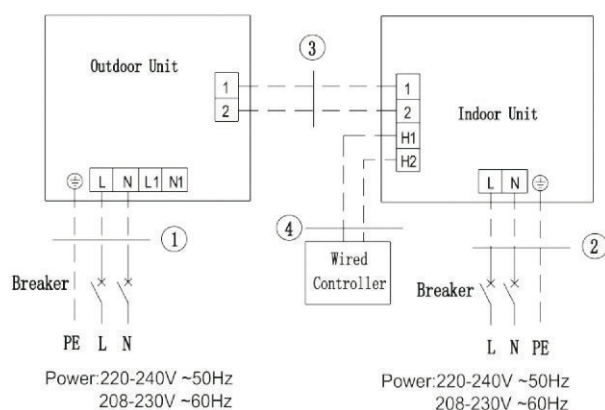 Outdoor Unit
1
2
L N L1 N1
①
Breaker
PE L N
Power:220-240V ~50Hz
208-230V ~60Hz
③
1
2
H1
H2
Indoor Unit
L N
④
Wired
Controller
②
Breaker
L N PE
Power:220-240V ~50Hz
208-230V ~60Hz